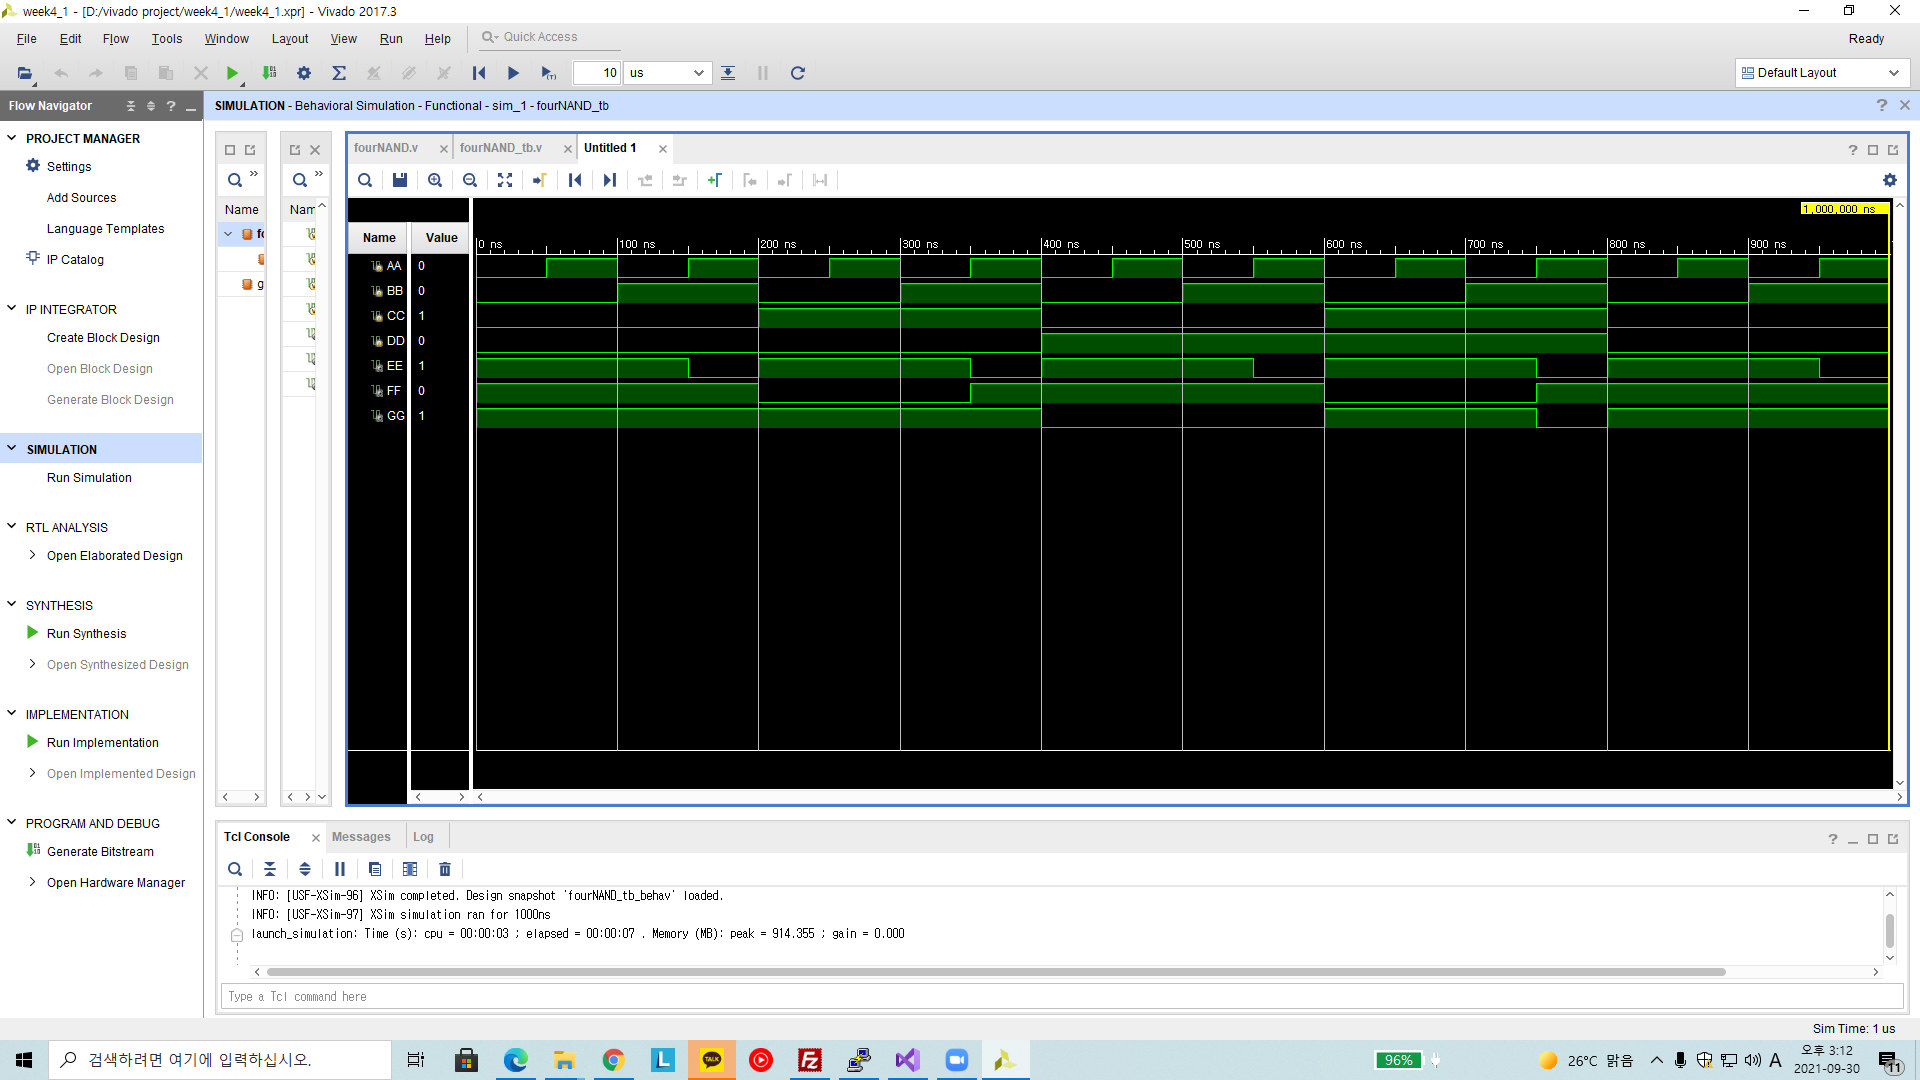 week4_1 - [D:/vivado project/week4_1/week4_1.xpr] - Vivado 2017.3
File Edit Flow Tools Window Layout View Run Help Quick Access Ready
10 us Default Layout
Flow Navigator
SIMULATION - Behavioral Simulation - Functional - sim_1 - fourNAND_tb
PROJECT MANAGER
Settings
Add Sources
Language Templates
IP Catalog
IP INTEGRATOR
Create Block Design
Open Block Design
Generate Block Design
SIMULATION
Run Simulation
RTL ANALYSIS
Open Elaborated Design
SYNTHESIS
Run Synthesis
Open Synthesized Design
IMPLEMENTATION
Run Implementation
Open Implemented Design
PROGRAM AND DEBUG
Generate Bitstream
Open Hardware Manager
Name
fo
g
Nam
fourNAND.v fourNAND_tb.v Untitled 1
1,000,000 ns
Name Value
0 ns 100 ns 200 ns 300 ns 400 ns 500 ns 600 ns 700 ns 800 ns 900 ns
AA 0
BB 0
CC 1
DD 0
EE 1
FF 0
GG 1
Tcl Console Messages Log
INFO: [USF-XSim-96] XSim completed. Design snapshot 'fourNAND_tb_behav' loaded.
INFO: [USF-XSim-97] XSim simulation ran for 1000ns
launch_simulation: Time (s): cpu = 00:00:03 ; elapsed = 00:00:07 . Memory (MB): peak = 914.355 ; gain = 0.000
Type a Tcl command here
Sim Time: 1 us
검색하려면 여기에 입력하십시오.
TALK
96%
26°C 맑음
A
오후 3:12
2021-09-30
11